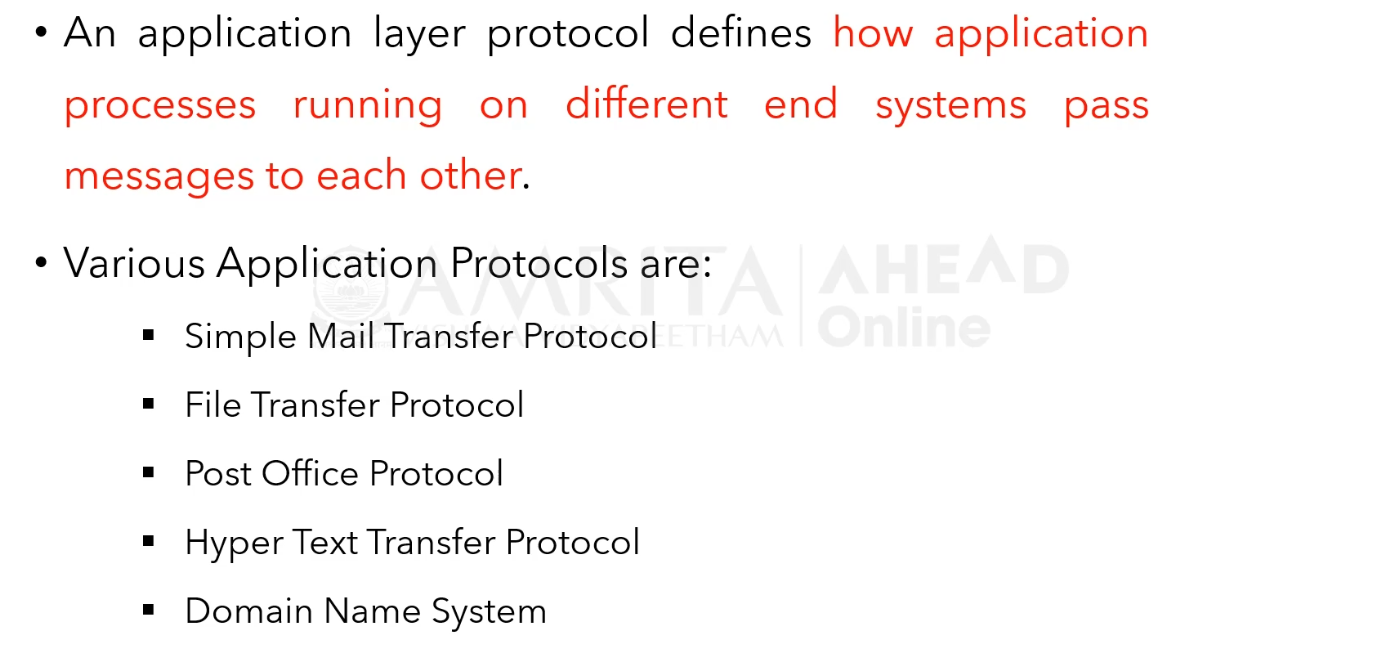 • An application layer protocol defines how application
processes running on different end systems pass
messages to each other.
• Various Application Protocols are:
AMRITA AHEAD
▪ Simple Mail Transfer Protocol
EETHAM Online
▪ File Transfer Protocol
▪ Post Office Protocol
▪ Hyper Text Transfer Protocol
▪ Domain Name System